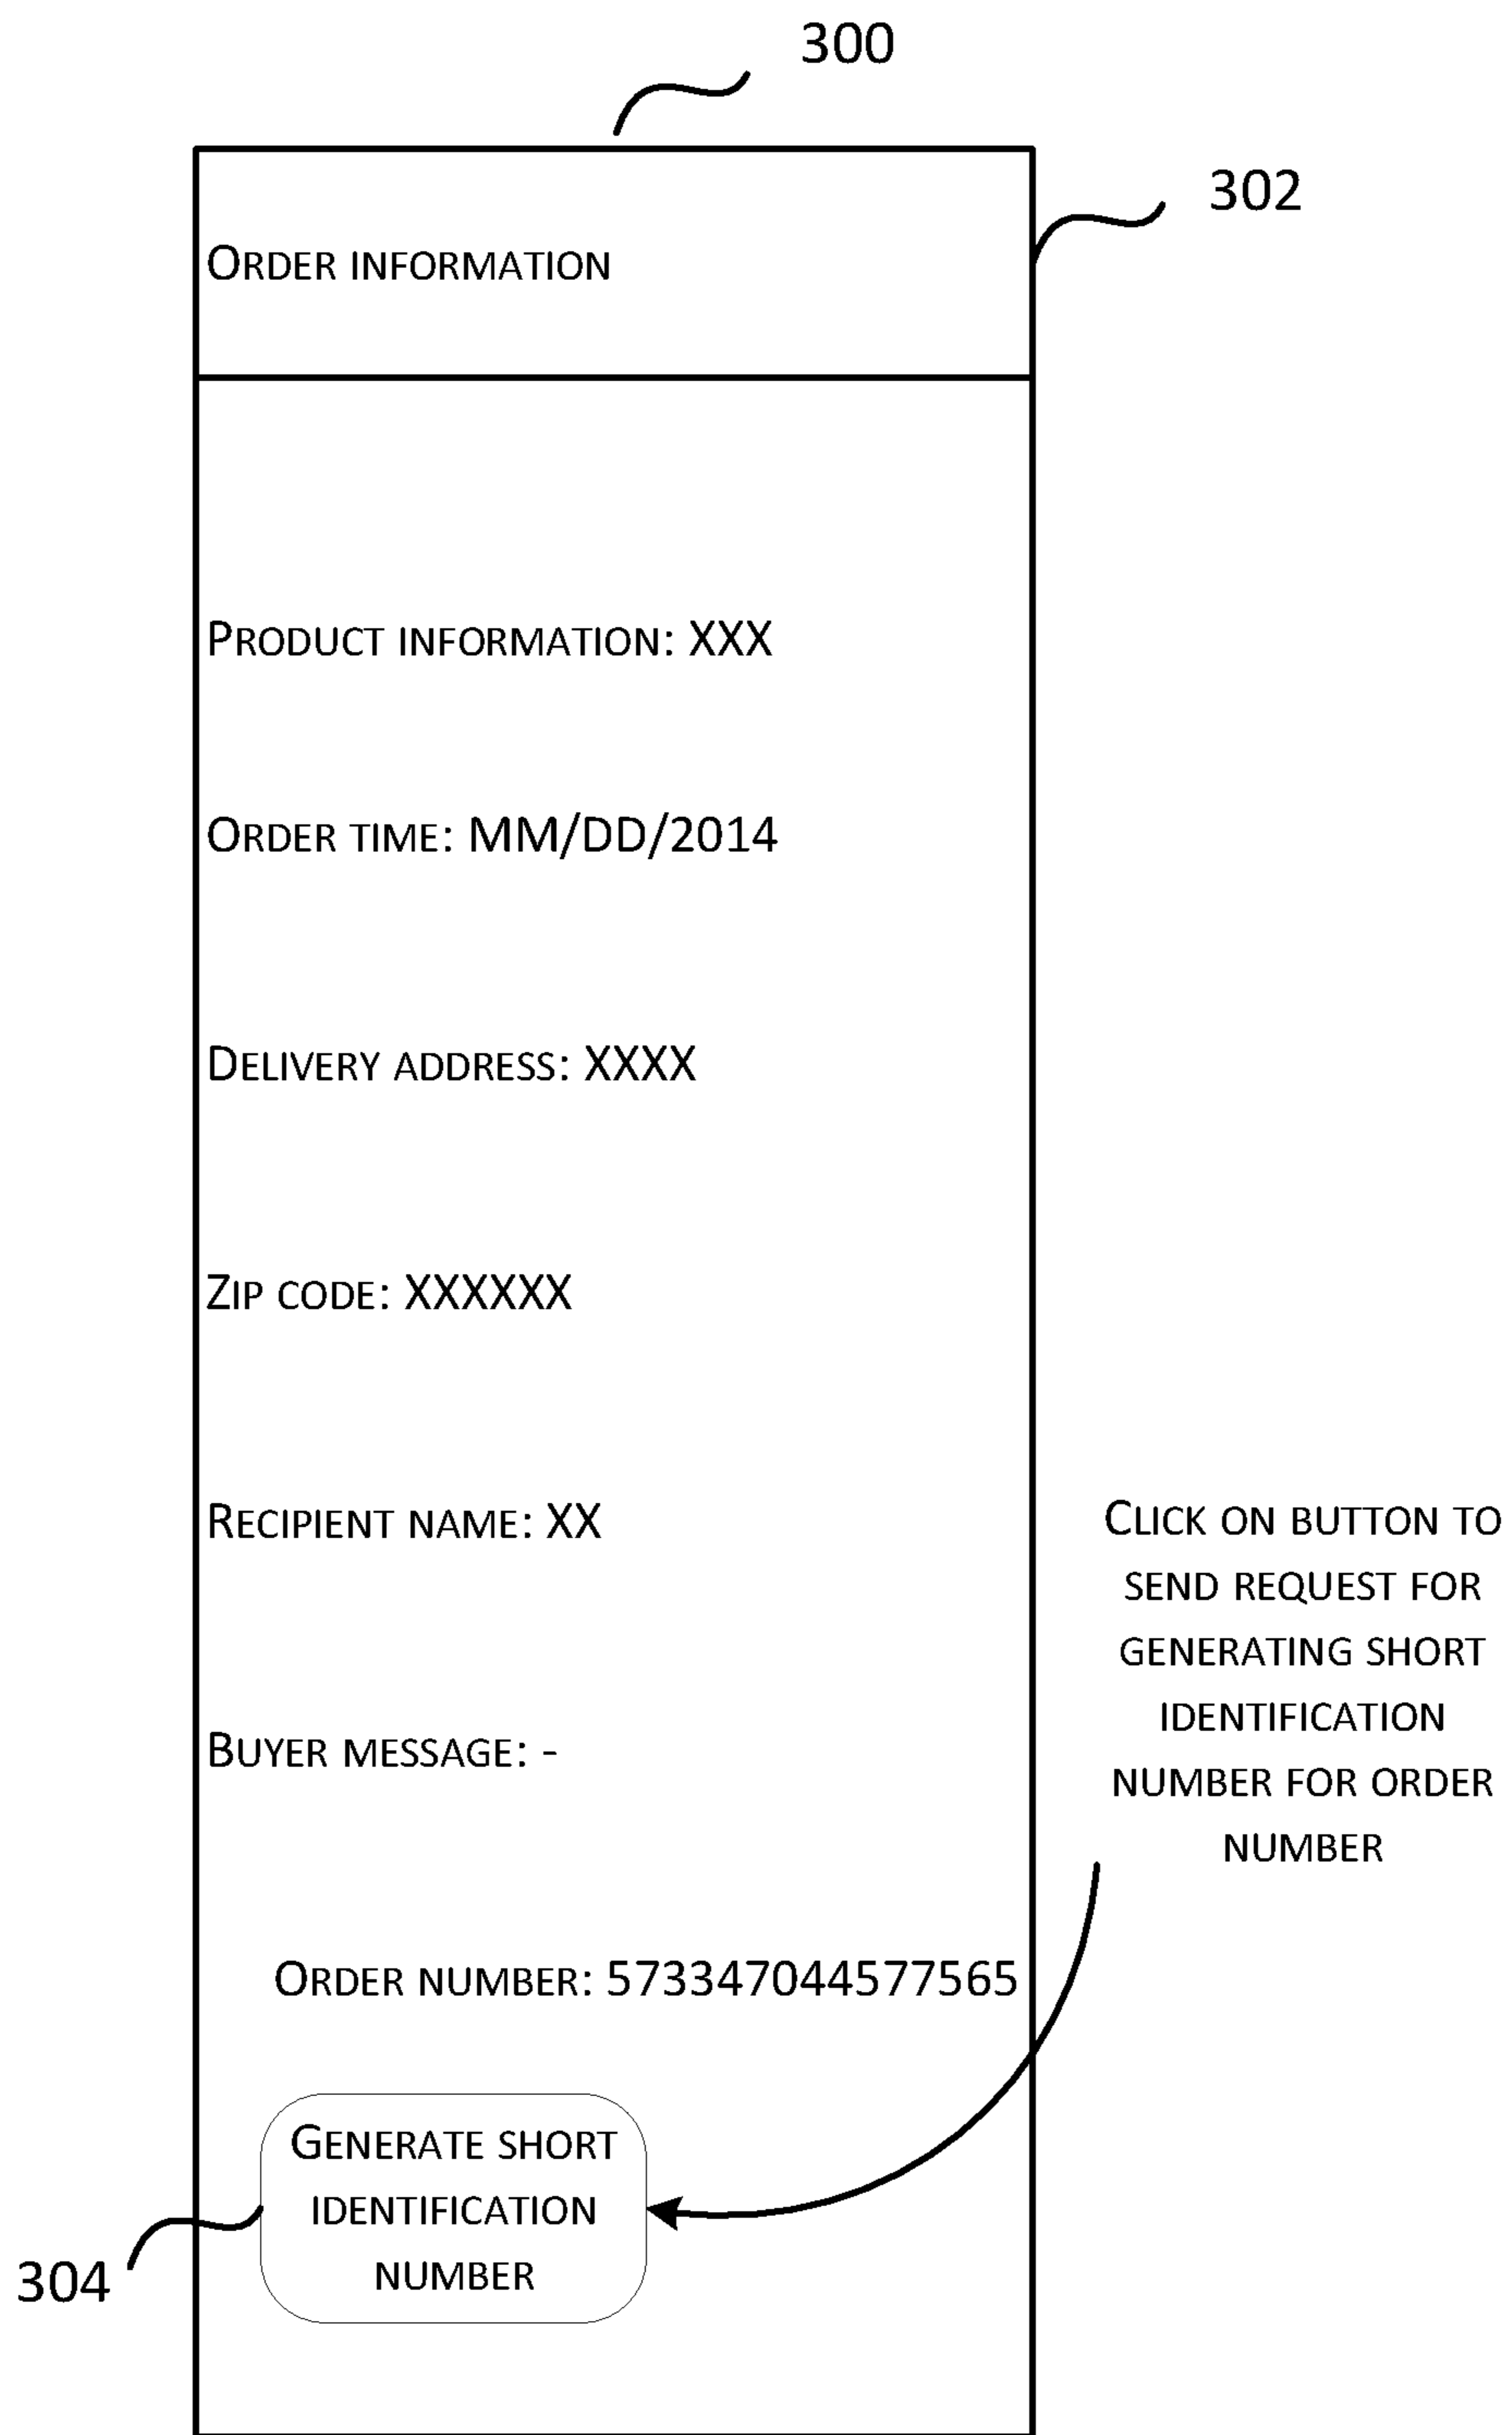 300
302
Order information
Product information: XXX
Order time: MM/DD/2014
Delivery address: XXXX
Zip code: XXXXXX
Recipient name: XX
Click on button to
send request for
generating short
identification
number for order
number
Buyer message: -
Order number: 573347044577565
Generate short
identification
number
304